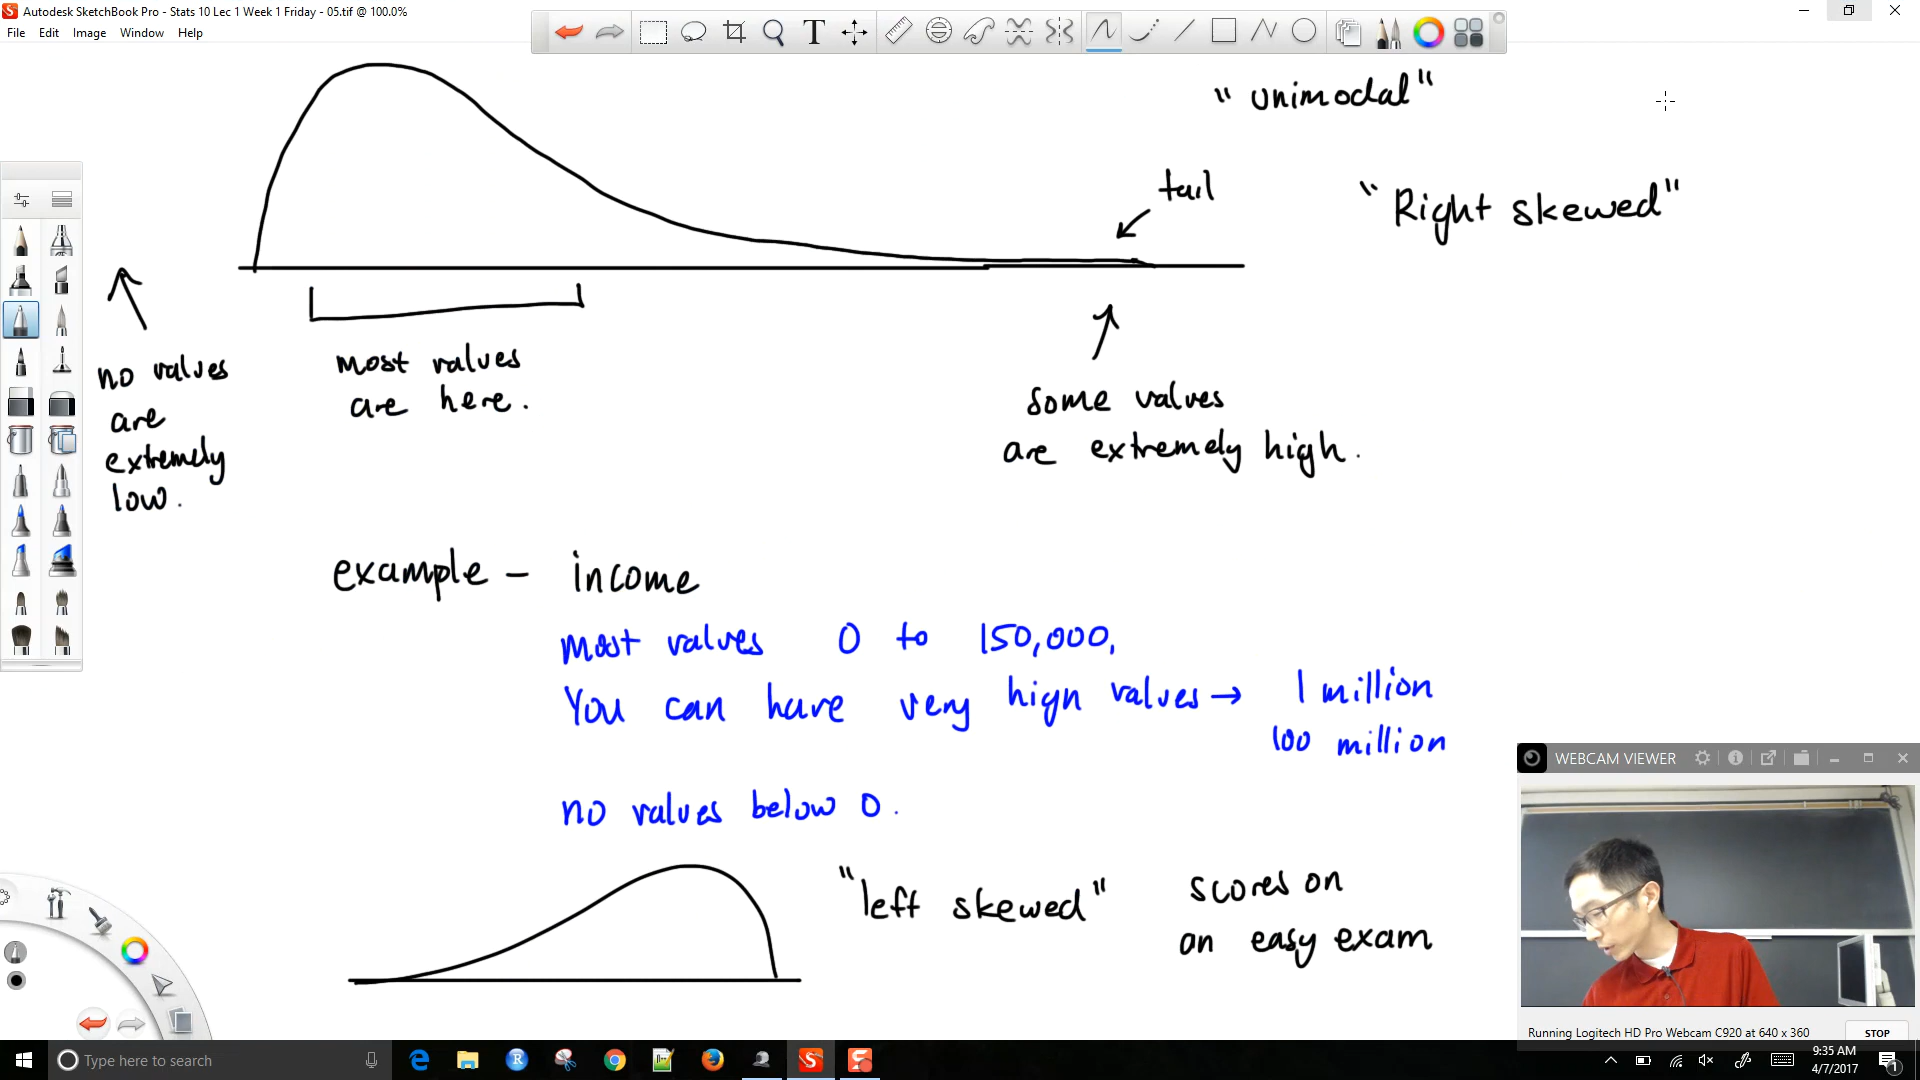 Autodesk SketchBook Pro - Stats 10 Lec 1 Week 1 Friday - 05.tif @ 100.0%
File Edit Image Window Help
T
"unimodal"
tail
"Right skewed"
no values
are
extremely
low.
most values
are here.
some values
are extremely high.
example - income
most values 0 to 150,000,
You can have very high values → 1 million
100 million
no values below 0.
"left skewed"
scores on
an easy exam
WEBCAM VIEWER
Running Logitech HD Pro Webcam C920 at 640 x 360
STOP
Type here to search
9:35 AM
4/7/2017